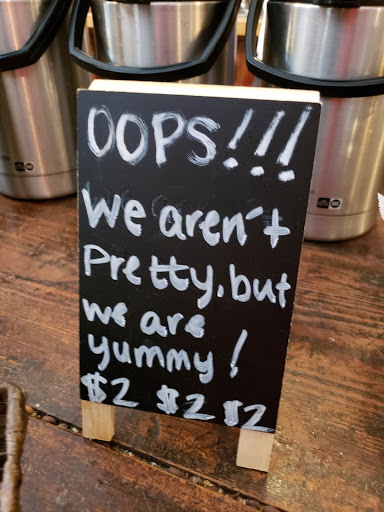 OOPS!!!
We aren't
Pretty, but
we are
yummy!
$2 $2 $2